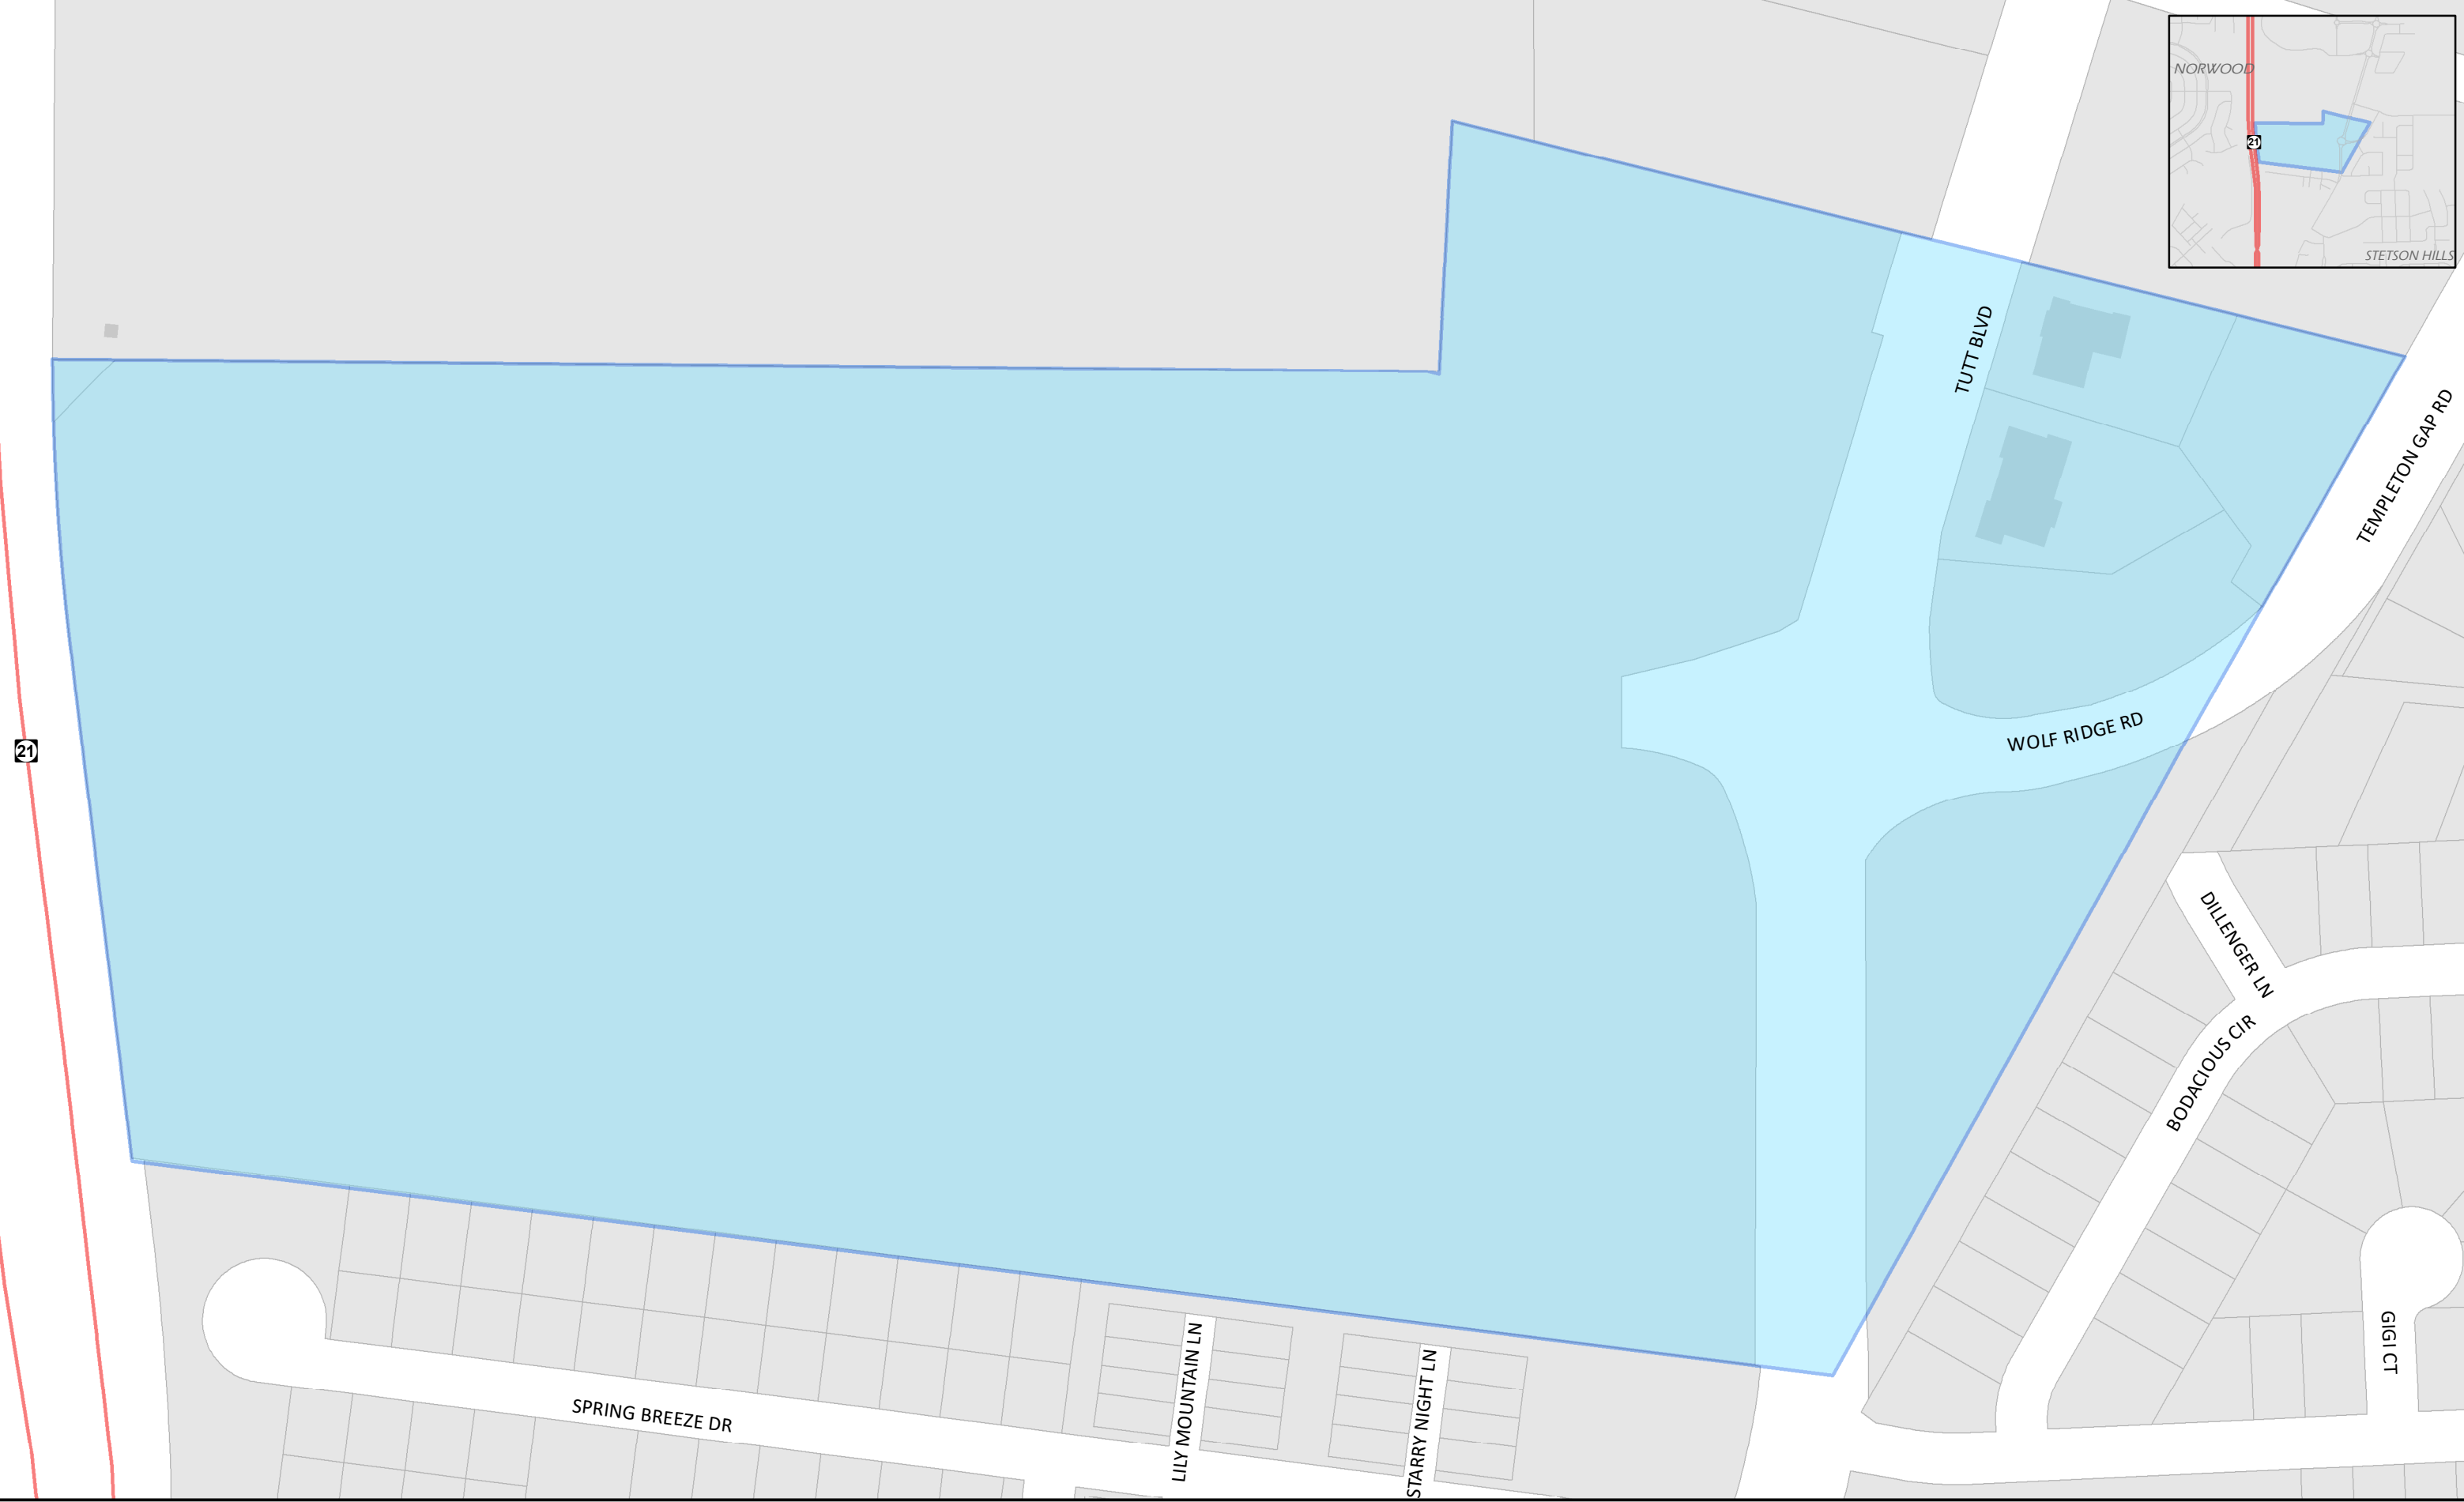 NORWOOD
21
STETSON HILLS
TUTT BLVD
TEMPLETON GAP RD
WOLF RIDGE RD
21
DILLENGER LN
BODACIOUS CIR
GIGI CT
LILY MOUNTAIN LN
STARRY NIGHT LN
SPRING BREEZE DR